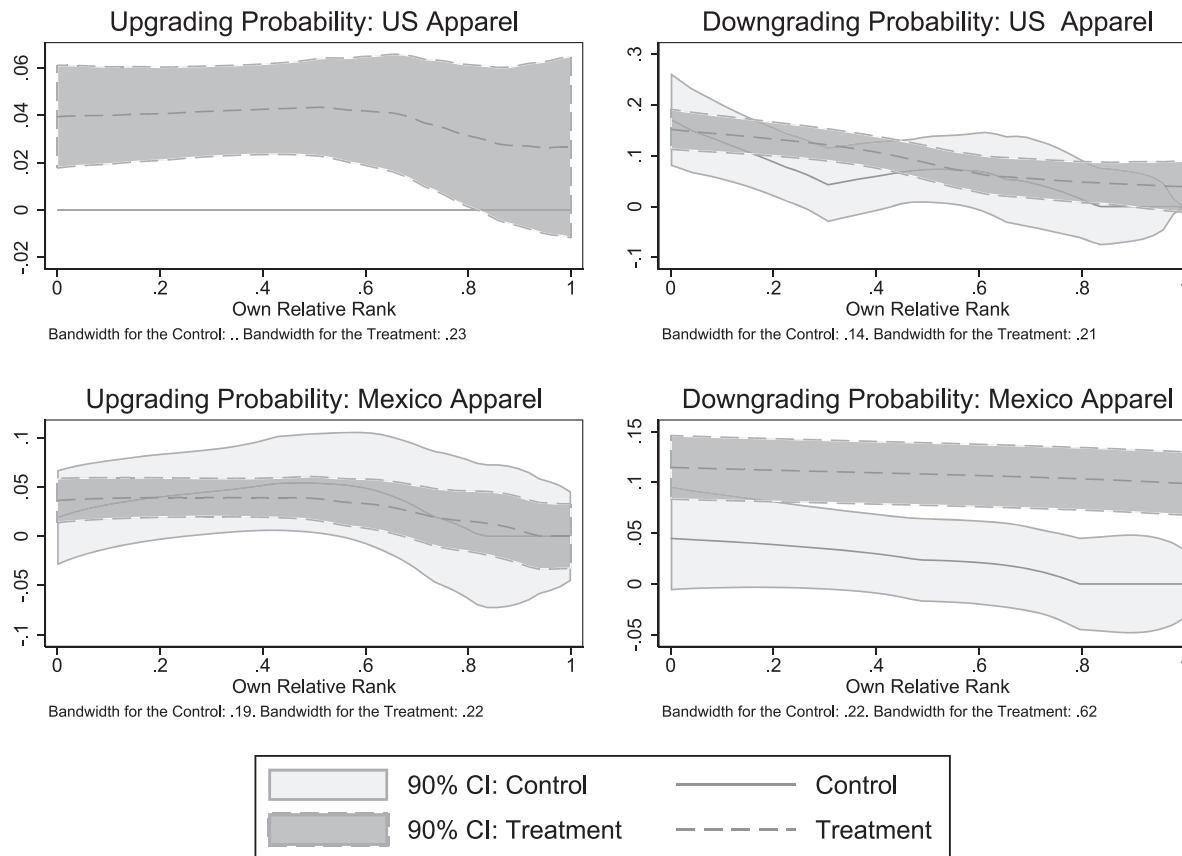 Upgrading Probability: US Apparel
.06
.04
.02
0
-.02
0 .2 .4 .6 .8 1
Own Relative Rank
Bandwidth for the Control: .. Bandwidth for the Treatment: .23
Downgrading Probability: US Apparel
.3
.2
.1
0
-.1
0 .2 .4 .6 .8 1
Own Relative Rank
Bandwidth for the Control: .14. Bandwidth for the Treatment: .21
Upgrading Probability: Mexico Apparel
.1
.05
0
-.05
-.1
0 .2 .4 .6 .8 1
Own Relative Rank
Bandwidth for the Control: .19. Bandwidth for the Treatment: .22
Downgrading Probability: Mexico Apparel
.15
.1
.05
0
-.05
0 .2 .4 .6 .8 1
Own Relative Rank
Bandwidth for the Control: .22. Bandwidth for the Treatment: .62
90% CI: Control Control
90% CI: Treatment Treatment